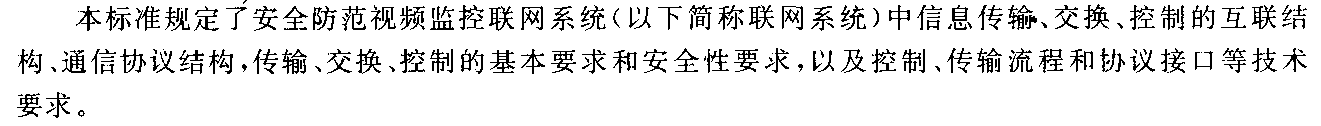 本标准规定了安全防范视频监控联网系统(以下简称联网系统)中信息传输、交换、控制的互联结
构、通信协议结构,传输、交换、控制的基本要求和安全性要求,以及控制、传输流程和协议接口等技术
要求。